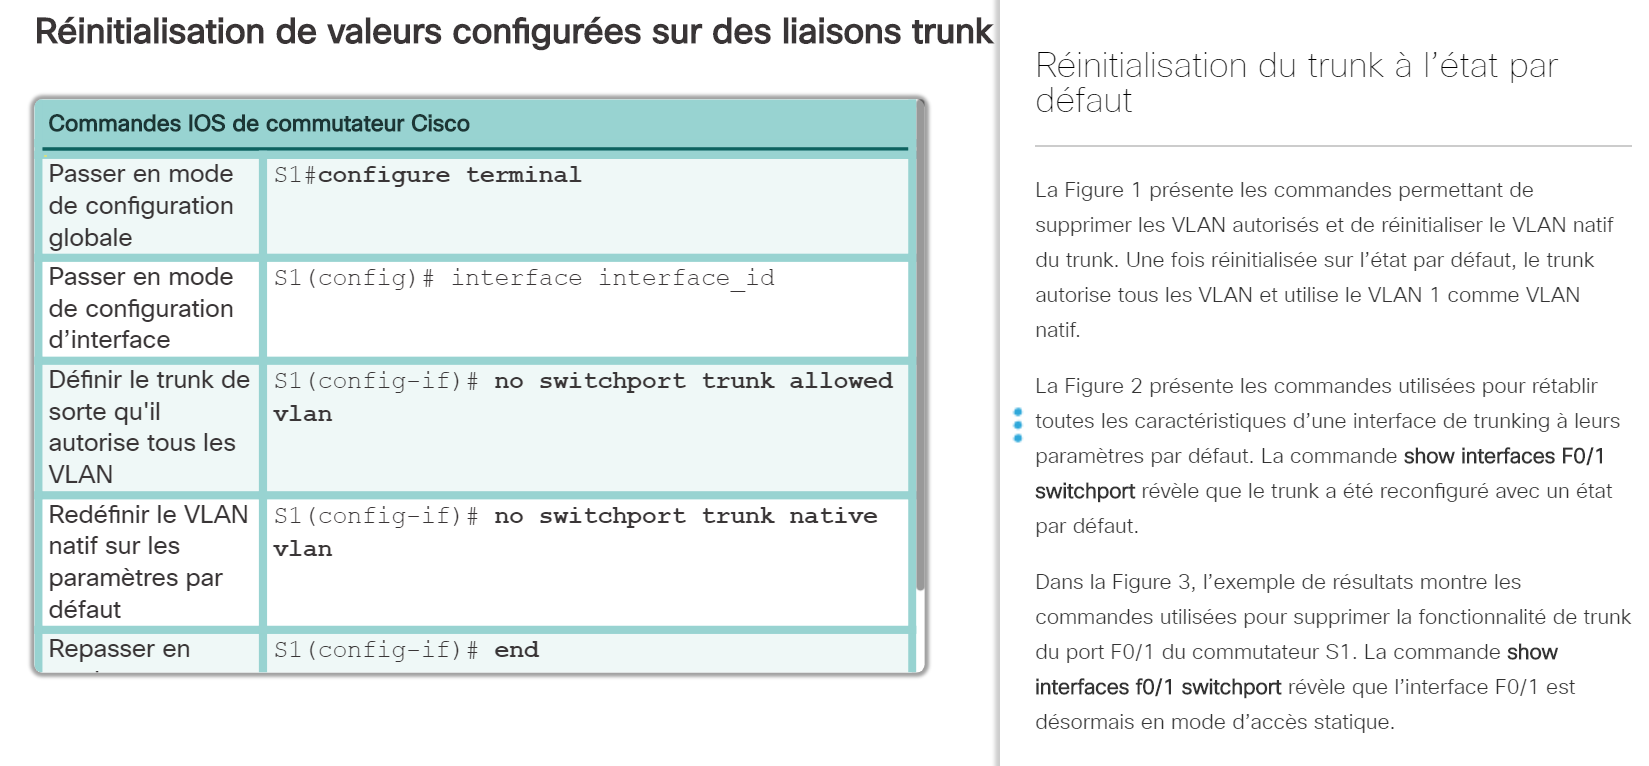 Réinitialisation de valeurs configurées sur des liaisons trunk
Commandes IOS de commutateur Cisco
Passer en mode
de configuration
globale
S1#configure terminal
Passer en mode
de configuration
d’interface
S1(config)# interface interface_id
Définir le trunk de
sorte qu'il
autorise tous les
VLAN
S1(config-if)# no switchport trunk allowed
vlan
Redéfinir le VLAN
natif sur les
paramètres par
défaut
S1(config-if)# no switchport trunk native
vlan
Repasser en
S1(config-if)# end
Réinitialisation du trunk à l’état par
défaut
La Figure 1 présente les commandes permettant de
supprimer les VLAN autorisés et de réinitialiser le VLAN natif
du trunk. Une fois réinitialisée sur l’état par défaut, le trunk
autorise tous les VLAN et utilise le VLAN 1 comme VLAN
natif.
La Figure 2 présente les commandes utilisées pour rétablir
toutes les caractéristiques d’une interface de trunking à leurs
paramètres par défaut. La commande show interfaces F0/1
switchport révèle que le trunk a été reconfiguré avec un état
par défaut.
Dans la Figure 3, l’exemple de résultats montre les
commandes utilisées pour supprimer la fonctionnalité de trunk
du port F0/1 du commutateur S1. La commande show
interfaces f0/1 switchport révèle que l’interface F0/1 est
désormais en mode d’accès statique.